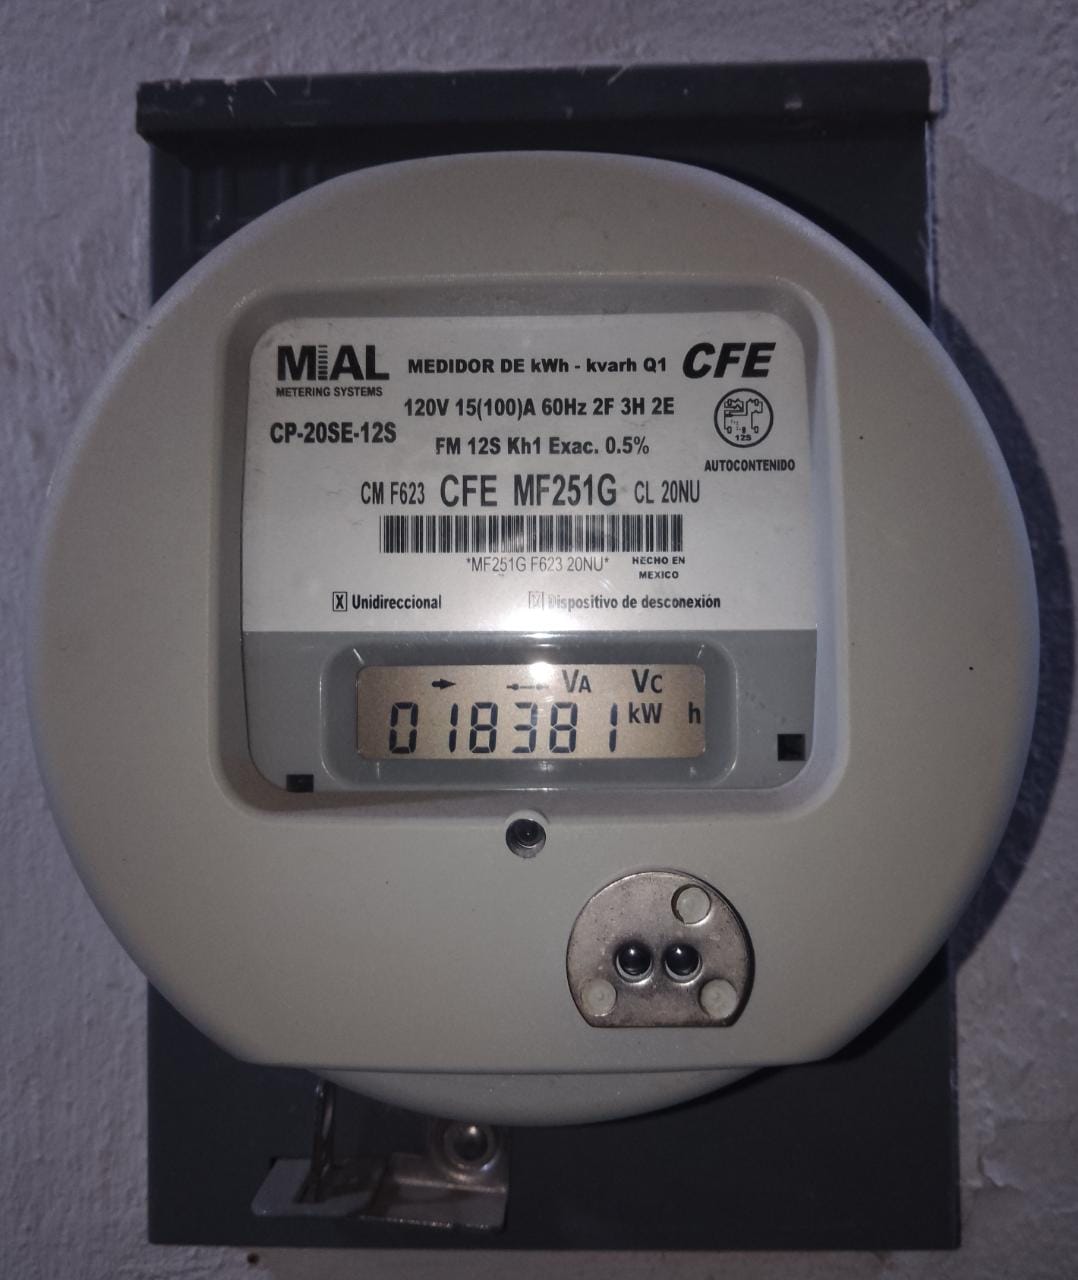 MIAL
METERING SYSTEMS
MEDIDOR DE kWh - kvarh Q1
CFE
120V 15(100)A 60Hz 2F 3H 2E
CP-20SE-12S
FM 12S Kh1 Exac. 0.5%
12S
AUTOCONTENIDO
CM F623 CFE MF251G CL 20NU
*MF251G F623 20NU*
HECHO EN
MEXICO
X Unidireccional
X Dispositivo de desconexión
VA VC
018381 kW h